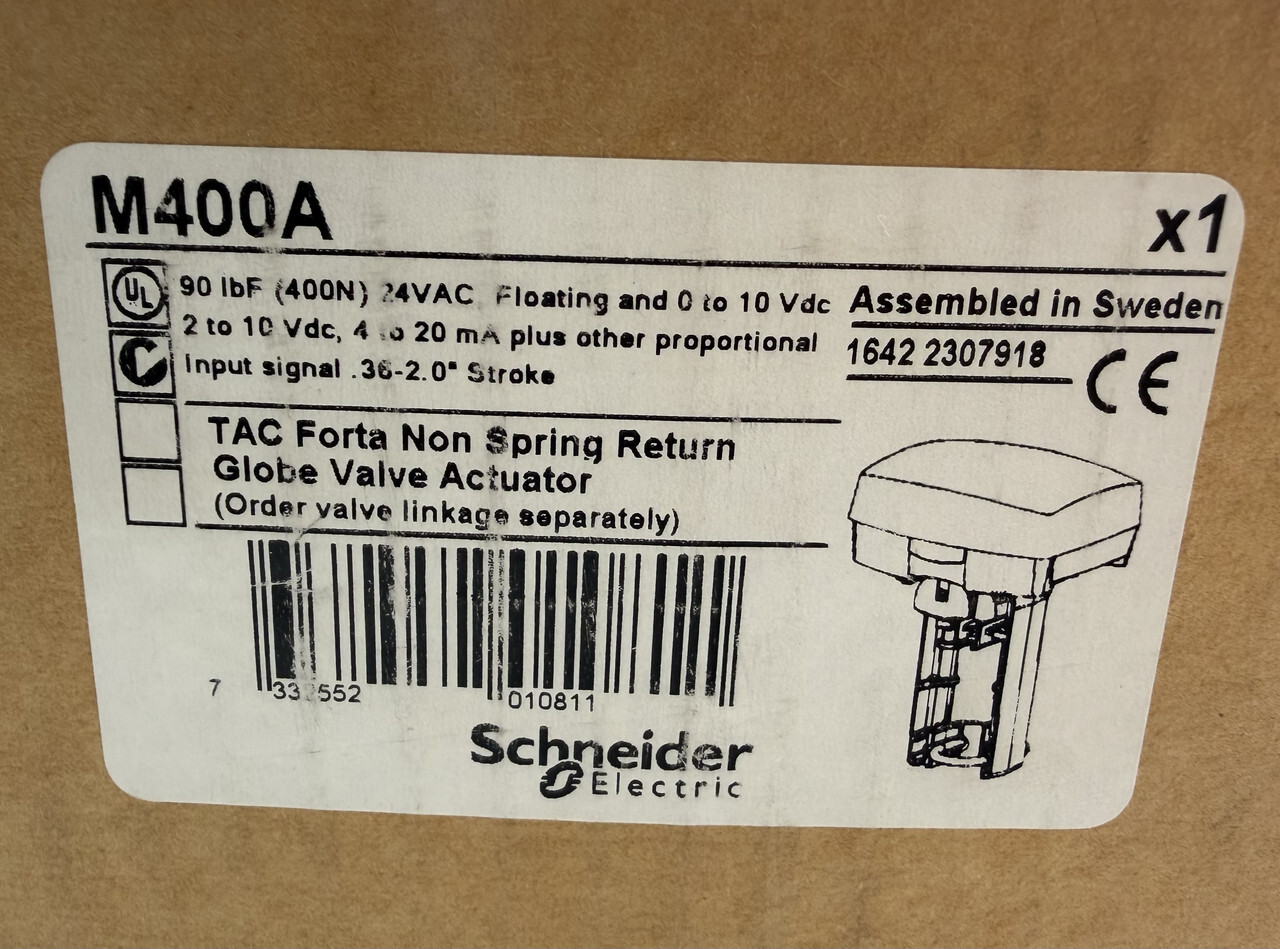 M400A
x1
UL
90 lbF (400N) 24VAC Floating and 0 to 10 Vdc
2 to 10 Vdc, 4 to 20 mA plus other proportional
Input signal .36-2.0" Stroke
Assembled in Sweden
1642 2307918
CE
TAC Forta Non Spring Return
Globe Valve Actuator
(Order valve linkage separately)
7 010811
Schneider
Electric